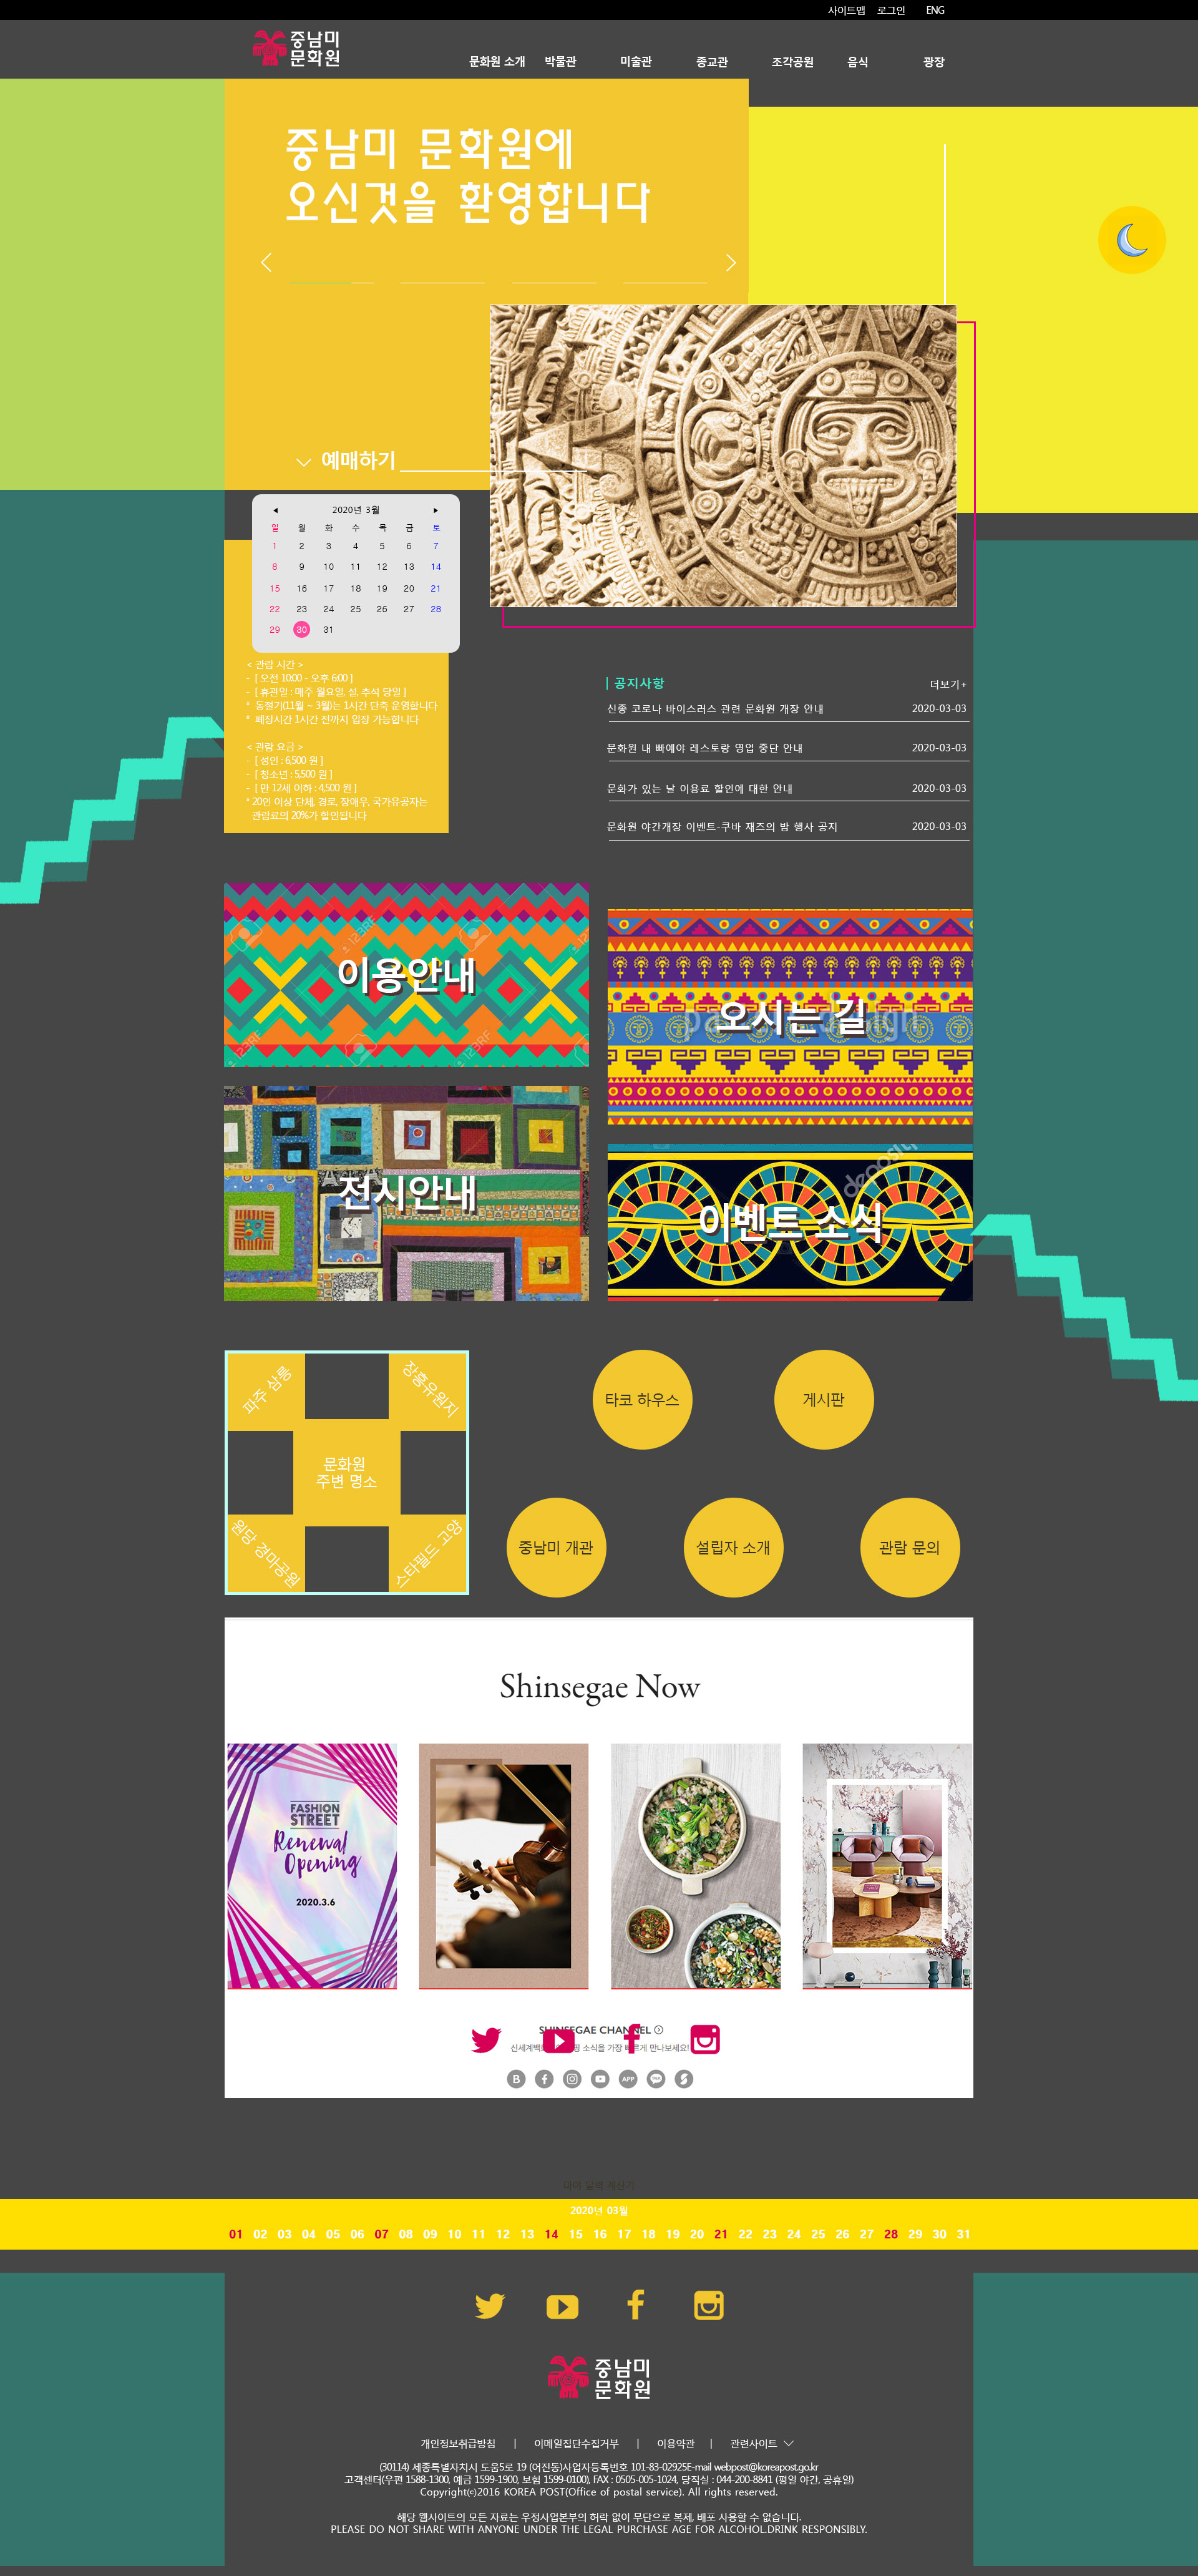 사이트맵 로그인 ENG
중남미
문화원
문화원 소개 박물관 미술관 종교관 조각공원 음식 광장
중남미 문화원에
오신것을 환영합니다
예매하기
2020년 3월
일 월 화 수 목 금 토
1 2 3 4 5 6 7
8 9 10 11 12 13 14
15 16 17 18 19 20 21
22 23 24 25 26 27 28
29 30 31
< 관람 시간 >
- [ 오전 10:00 - 오후 6:00 ]
- [ 휴관일 : 매주 월요일, 설, 추석 당일 ]
* 동절기(11월 ~ 3월)는 1시간 단축 운영합니다
* 폐장시간 1시간 전까지 입장 가능합니다
< 관람 요금 >
- [ 성인 : 6,500 원 ]
- [ 청소년 : 5,500 원 ]
- [ 만 12세 이하 : 4,500 원 ]
* 20인 이상 단체, 경로, 장애우, 국가유공자는
관람료의 20%가 할인됩니다
| 공지사항 더보기+
신종 코로나 바이스러스 관련 문화원 개장 안내 2020-03-03
문화원 내 빠예야 레스토랑 영업 중단 안내 2020-03-03
문화가 있는 날 이용료 할인에 대한 안내 2020-03-03
문화원 야간개장 이벤트-쿠바 재즈의 밤 행사 공지 2020-03-03
이용안내
오시는 길
전시안내
이벤트 소식
123RF
123RF
123RF
파주 삼릉
장흥유원지
문화원
주변 명소
원당 경마공원
스타필드 고양
타코 하우스
게시판
중남미 개관
설립자 소개
관람 문의
Shinsegae Now
FASHION
STREET
Renewal
Opening
2020.3.6
B APP
마야 달력 계산기
2020년 03월
01 02 03 04 05 06 07 08 09 10 11 12 13 14 15 16 17 18 19 20 21 22 23 24 25 26 27 28 29 30 31
중남미
문화원
개인정보취급방침 | 이메일집단수집거부 | 이용약관 | 관련사이트
(30114) 세종특별자치시 도움5로 19 (어진동)사업자등록번호 101-83-02925E-mail webpost@koreapost.go.kr
고객센터(우편 1588-1300, 예금 1599-1900, 보험 1599-0100), FAX : 0505-005-1024, 당직실 : 044-200-8841 (평일 야간, 공휴일)
Copyright(c)2016 KOREA POST(Office of postal service). All rights reserved.
해당 웹사이트의 모든 자료는 우정사업본부의 허락 없이 무단으로 복제, 배포 사용할 수 없습니다.
PLEASE DO NOT SHARE WITH ANYONE UNDER THE LEGAL PURCHASE AGE FOR ALCOHOL.DRINK RESPONSIBLY.